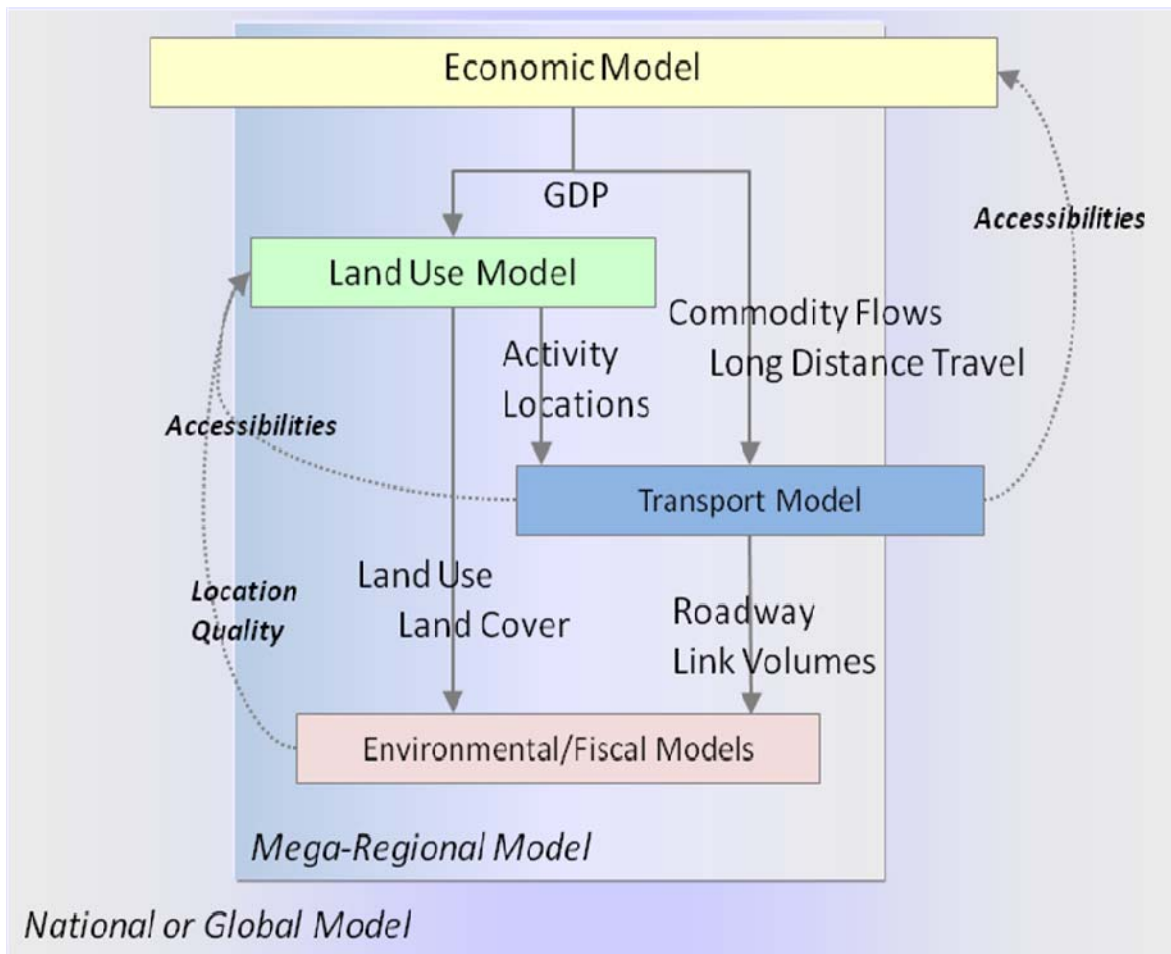 Economic Model
GDP
Accessibilities
Land Use Model
Commodity Flows
Long Distance Travel
Activity
Locations
Accessibilities
Transport Model
Land Use
Land Cover
Location
Quality
Roadway
Link Volumes
Environmental/Fiscal Models
Mega-Regional Model
National or Global Model